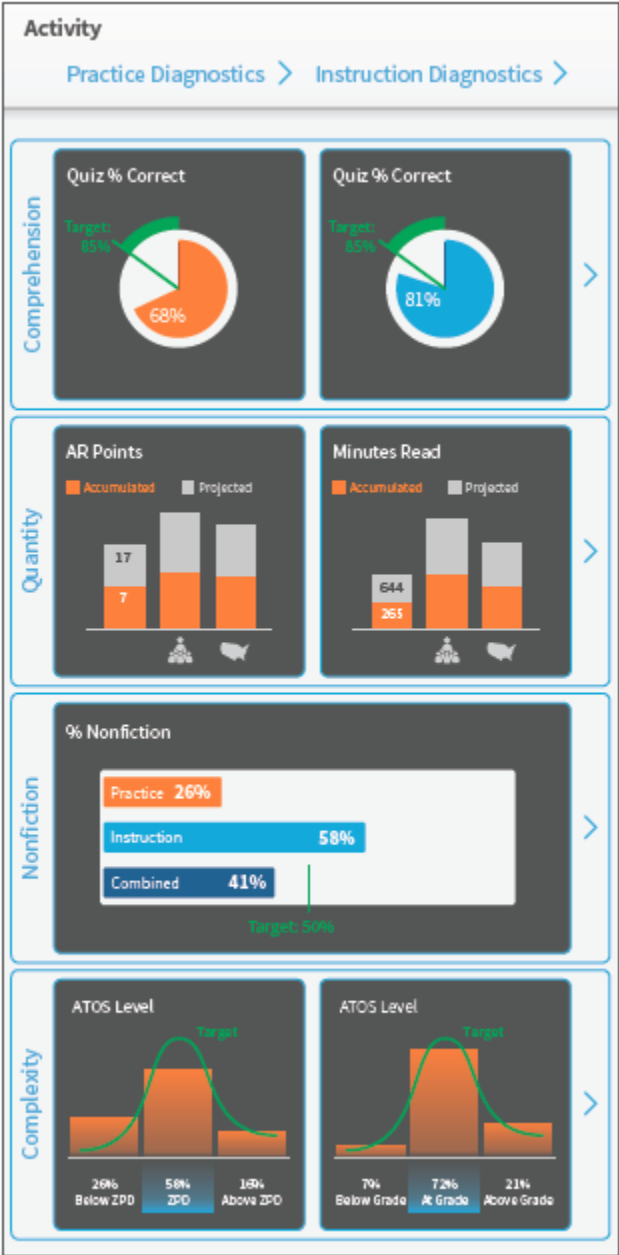 Activity
Practice Diagnostics
Instruction Diagnostics
Comprehension
Quiz % Correct
Target:
85%
68%
Quiz % Correct
Target:
85%
81%
Quantity
AR Points
Accumulated
Projected
17
7
Minutes Read
Accumulated
Projected
644
265
Nonfiction
% Nonfiction
Practice 26%
Instruction 58%
Combined 41%
Target: 50%
Complexity
ATOS Level
Target
26% 58% 16%
Below ZPD ZPD Above ZPD
ATOS Level
Target
7% 72% 21%
Below Grade At Grade Above Grade